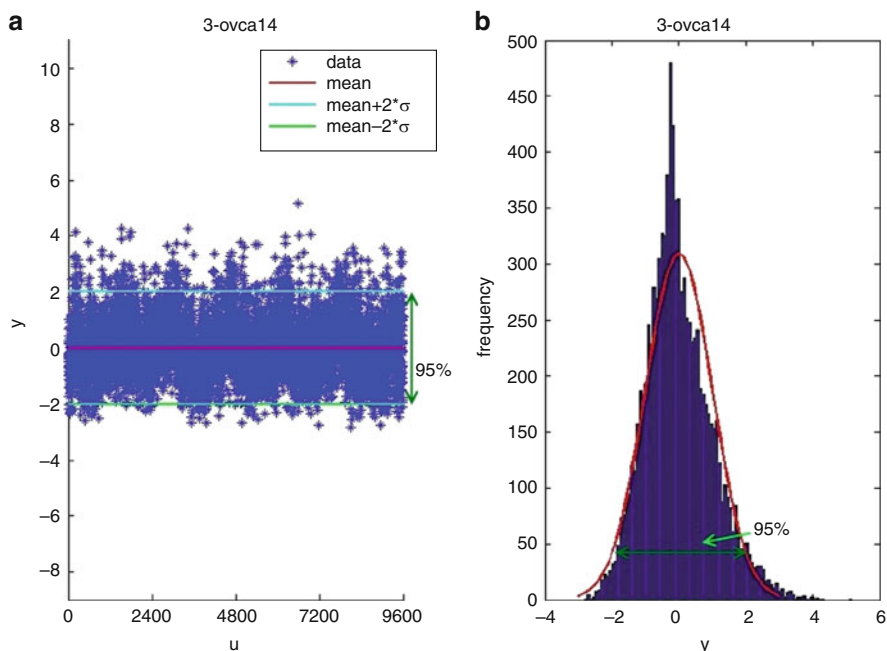 a
3-ovca14
10
8
6
4
2
0
−2
−4
−6
−8
y
0 2400 4800 7200 9600
u
data
mean
mean+2*σ
mean−2*σ
95%
b
3-ovca14
500
450
400
350
300
250
200
150
100
50
0
frequency
−4 −2 0 2 4 6
y
95%